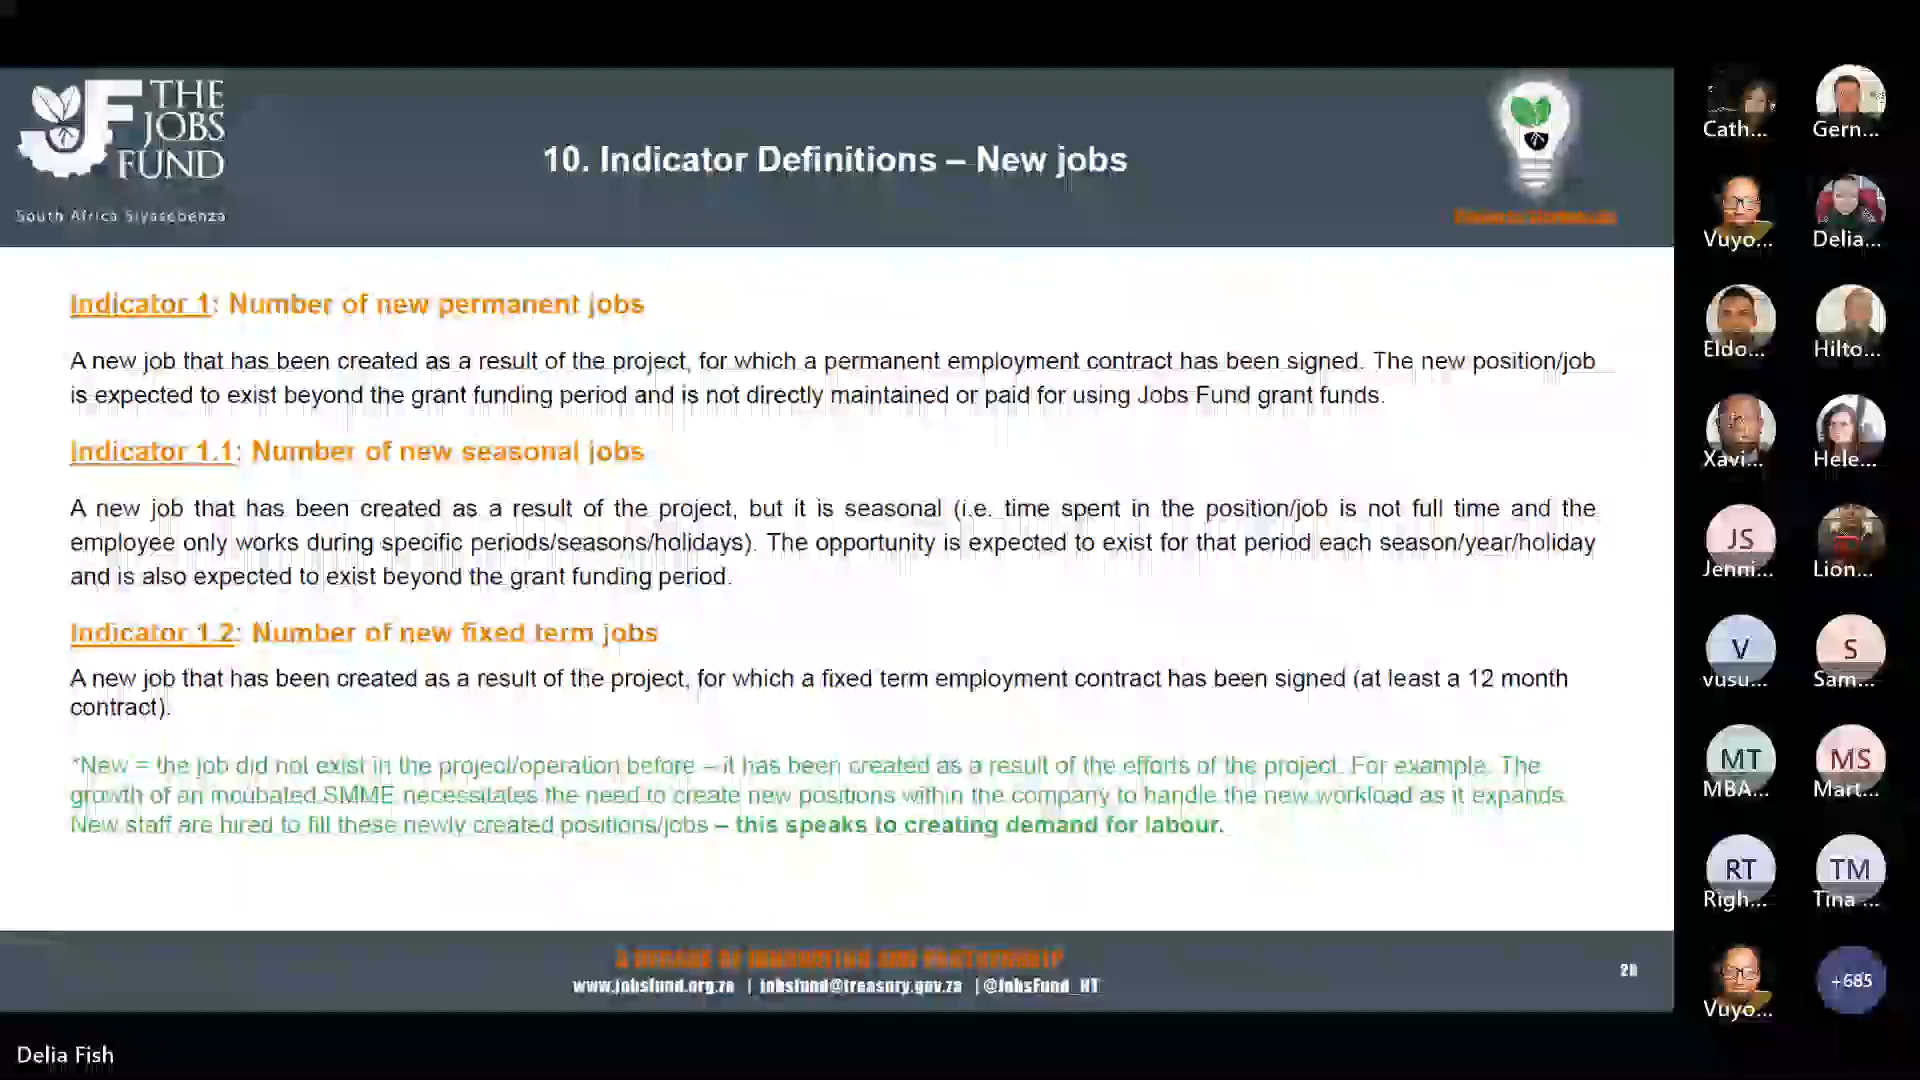 THE
JOBS
FUND
South Africa Siyasebenza
10. Indicator Definitions – New jobs
Indicator 1: Number of new permanent jobs
A new job that has been created as a result of the project, for which a permanent employment contract has been signed. The new position/job
is expected to exist beyond the grant funding period and is not directly maintained or paid for using Jobs Fund grant funds.
Indicator 1.1: Number of new seasonal jobs
A new job that has been created as a result of the project, but it is seasonal (i.e. time spent in the position/job is not full time and the
employee only works during specific periods/seasons/holidays). The opportunity is expected to exist for that period each season/year/holiday
and is also expected to exist beyond the grant funding period.
Indicator 1.2: Number of new fixed term jobs
A new job that has been created as a result of the project, for which a fixed term employment contract has been signed (at least a 12 month
contract).
*New = the job did not exist in the project/operation before – it has been created as a result of the efforts of the project. For example: The
growth of an incubated SMME necessitates the need to create new positions within the company to handle the new workload as it expands.
New staff are hired to fill these newly created positions/jobs – this speaks to creating demand for labour.
A DECADE OF INNOVATION AND PARTNERSHIP
www.jobsfund.org.za | jobsfund@treasury.gov.za | @JobsFund_NT
Delia Fish
Cath...
Gern...
Vuyo...
Delia...
Eldo...
Hilto...
Xavi...
Hele...
JS
Jenni...
Lion...
V
vusu...
S
Sam...
MT
MBA...
MS
Mart...
RT
Righ...
TM
Tina ...
Vuyo...
+685